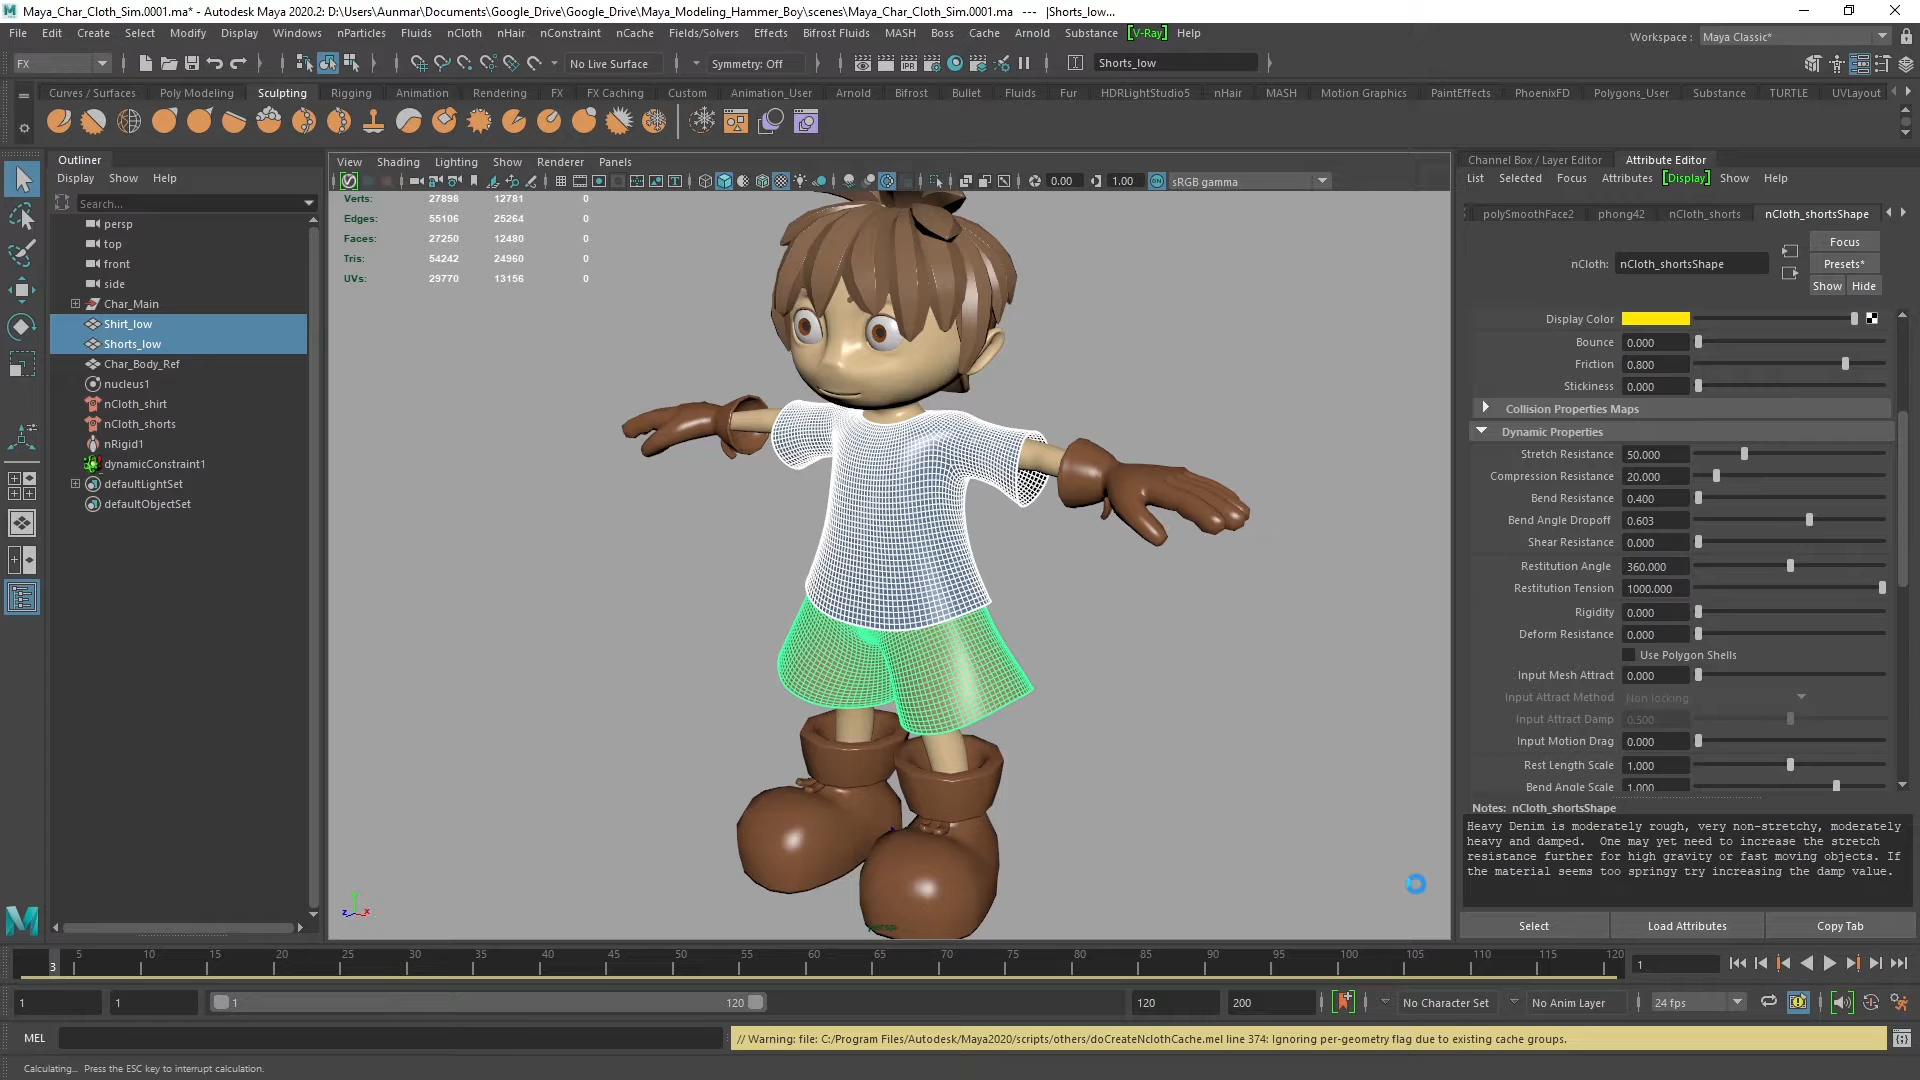 Maya_Char_Cloth_Sim.0001.ma* - Autodesk Maya 2020.2: D:\Users\Aunmar\Documents\Google_Drive\Google_Drive\Maya_Modeling_Hammer_Boy\scenes\Maya_Char_Cloth_Sim.0001.ma --- |Shorts_low...
File Edit Create Select Modify Display Windows nParticles Fluids nCloth nHair nConstraint nCache Fields/Solvers Effects Bifrost Fluids MASH Boss Cache Arnold Substance [V-Ray] Help
Workspace : Maya Classic*
FX No Live Surface Symmetry: Off IPR Shorts_low
Curves / Surfaces Poly Modeling Sculpting Rigging Animation Rendering FX FX Caching Custom Animation_User Arnold Bifrost Bullet Fluids Fur HDRLightStudio5 nHair MASH Motion Graphics PaintEffects PhoenixFD Polygons_User Substance TURTLE UVLayout
Outliner
Display Show Help
Search...
persp
top
front
side
Char_Main
Shirt_low
Shorts_low
Char_Body_Ref
nucleus1
nCloth_shirt
nCloth_shorts
nRigid1
dynamicConstraint1
defaultLightSet
defaultObjectSet
View Shading Lighting Show Renderer Panels
0.00 1.00 sRGB gamma
Verts: 27898 12781 0
Edges: 55106 25264 0
Faces: 27250 12480 0
Tris: 54242 24960 0
UVs: 29770 13156 0
z x
persp
Channel Box / Layer Editor Attribute Editor
List Selected Focus Attributes [Display] Show Help
polySmoothFace2 phong42 nCloth_shorts nCloth_shortsShape
Focus
nCloth: nCloth_shortsShape Presets*
Show Hide
Display Color
Bounce 0.000
Friction 0.800
Stickiness 0.000
Collision Properties Maps
Dynamic Properties
Stretch Resistance 50.000
Compression Resistance 20.000
Bend Resistance 0.400
Bend Angle Dropoff 0.603
Shear Resistance 0.000
Restitution Angle 360.000
Restitution Tension 1000.000
Rigidity 0.000
Deform Resistance 0.000
Use Polygon Shells
Input Mesh Attract 0.000
Input Attract Method Non locking
Input Attract Damp 0.500
Input Motion Drag 0.000
Rest Length Scale 1.000
Bend Angle Scale 1.000
Notes: nCloth_shortsShape
Heavy Denim is moderately rough, very non-stretchy, moderately
heavy and damped. One may yet need to increase the stretch
resistance further for high gravity or fast moving objects. If
the material seems too springy try increasing the damp value.
Select Load Attributes Copy Tab
3 5 10 15 20 25 30 35 40 45 50 55 60 65 70 75 80 85 90 95 100 105 110 115 120 1
1 1 1 120 120 200 No Character Set No Anim Layer 24 fps
MEL // Warning: file: C:/Program Files/Autodesk/Maya2020/scripts/others/doCreateNclothCache.mel line 374: Ignoring per-geometry flag due to existing cache groups.
Calculating... Press the ESC key to interrupt calculation.